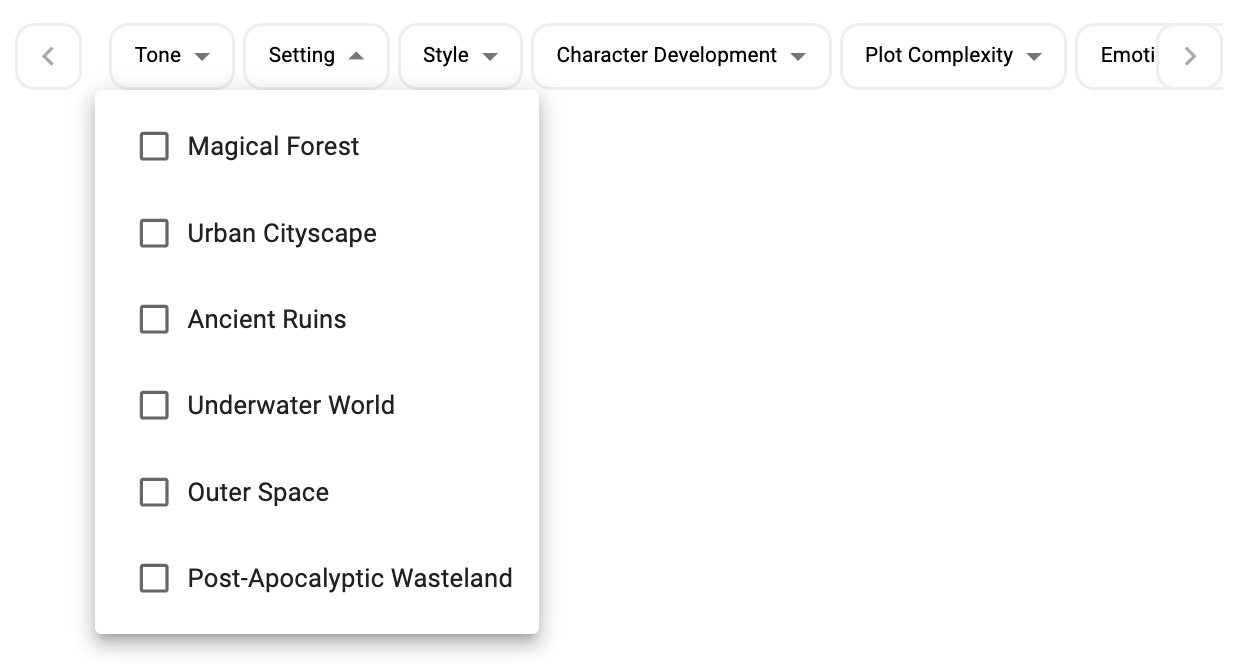 Tone Setting Style Character Development Plot Complexity Emoti
Magical Forest
Urban Cityscape
Ancient Ruins
Underwater World
Outer Space
Post-Apocalyptic Wasteland